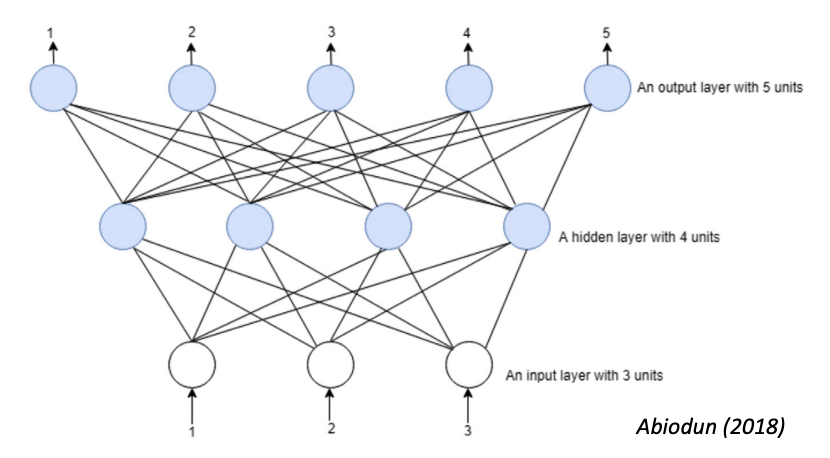 1 2 3 4 5
An output layer with 5 units
A hidden layer with 4 units
An input layer with 3 units
1 2 3
Abiodun (2018)